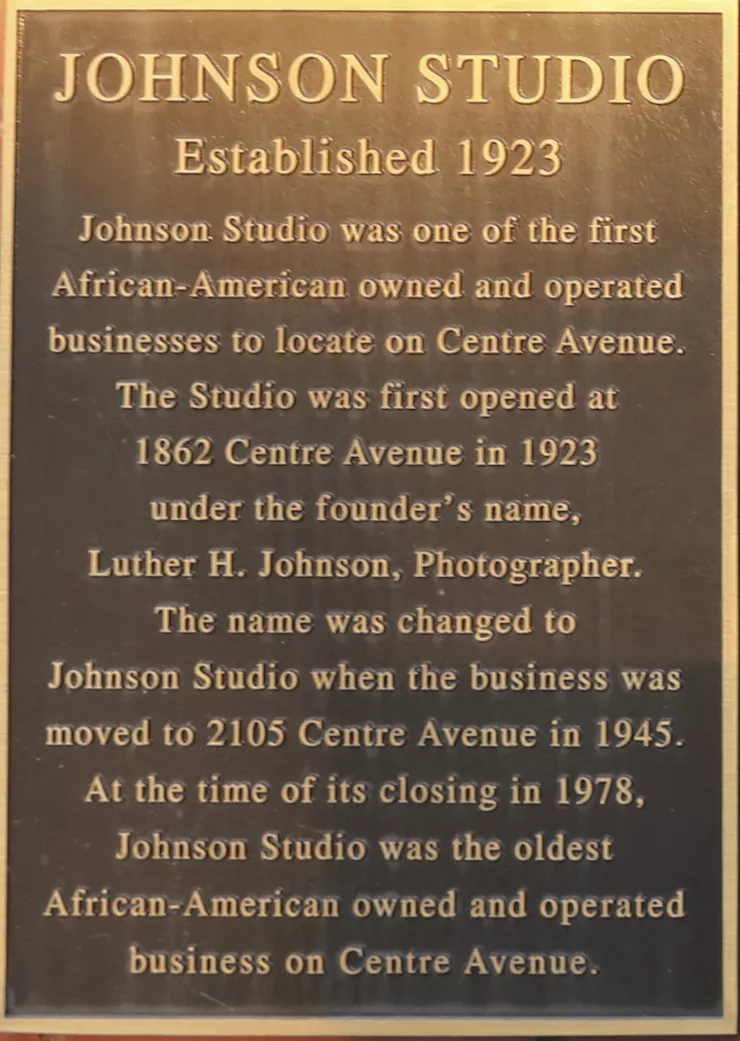 JOHNSON STUDIO
Established 1923
Johnson Studio was one of the first
African-American owned and operated
businesses to locate on Centre Avenue.
The Studio was first opened at
1862 Centre Avenue in 1923
under the founder's name,
Luther H. Johnson, Photographer.
The name was changed to
Johnson Studio when the business was
moved to 2105 Centre Avenue in 1945.
At the time of its closing in 1978,
Johnson Studio was the oldest
African-American owned and operated
business on Centre Avenue.